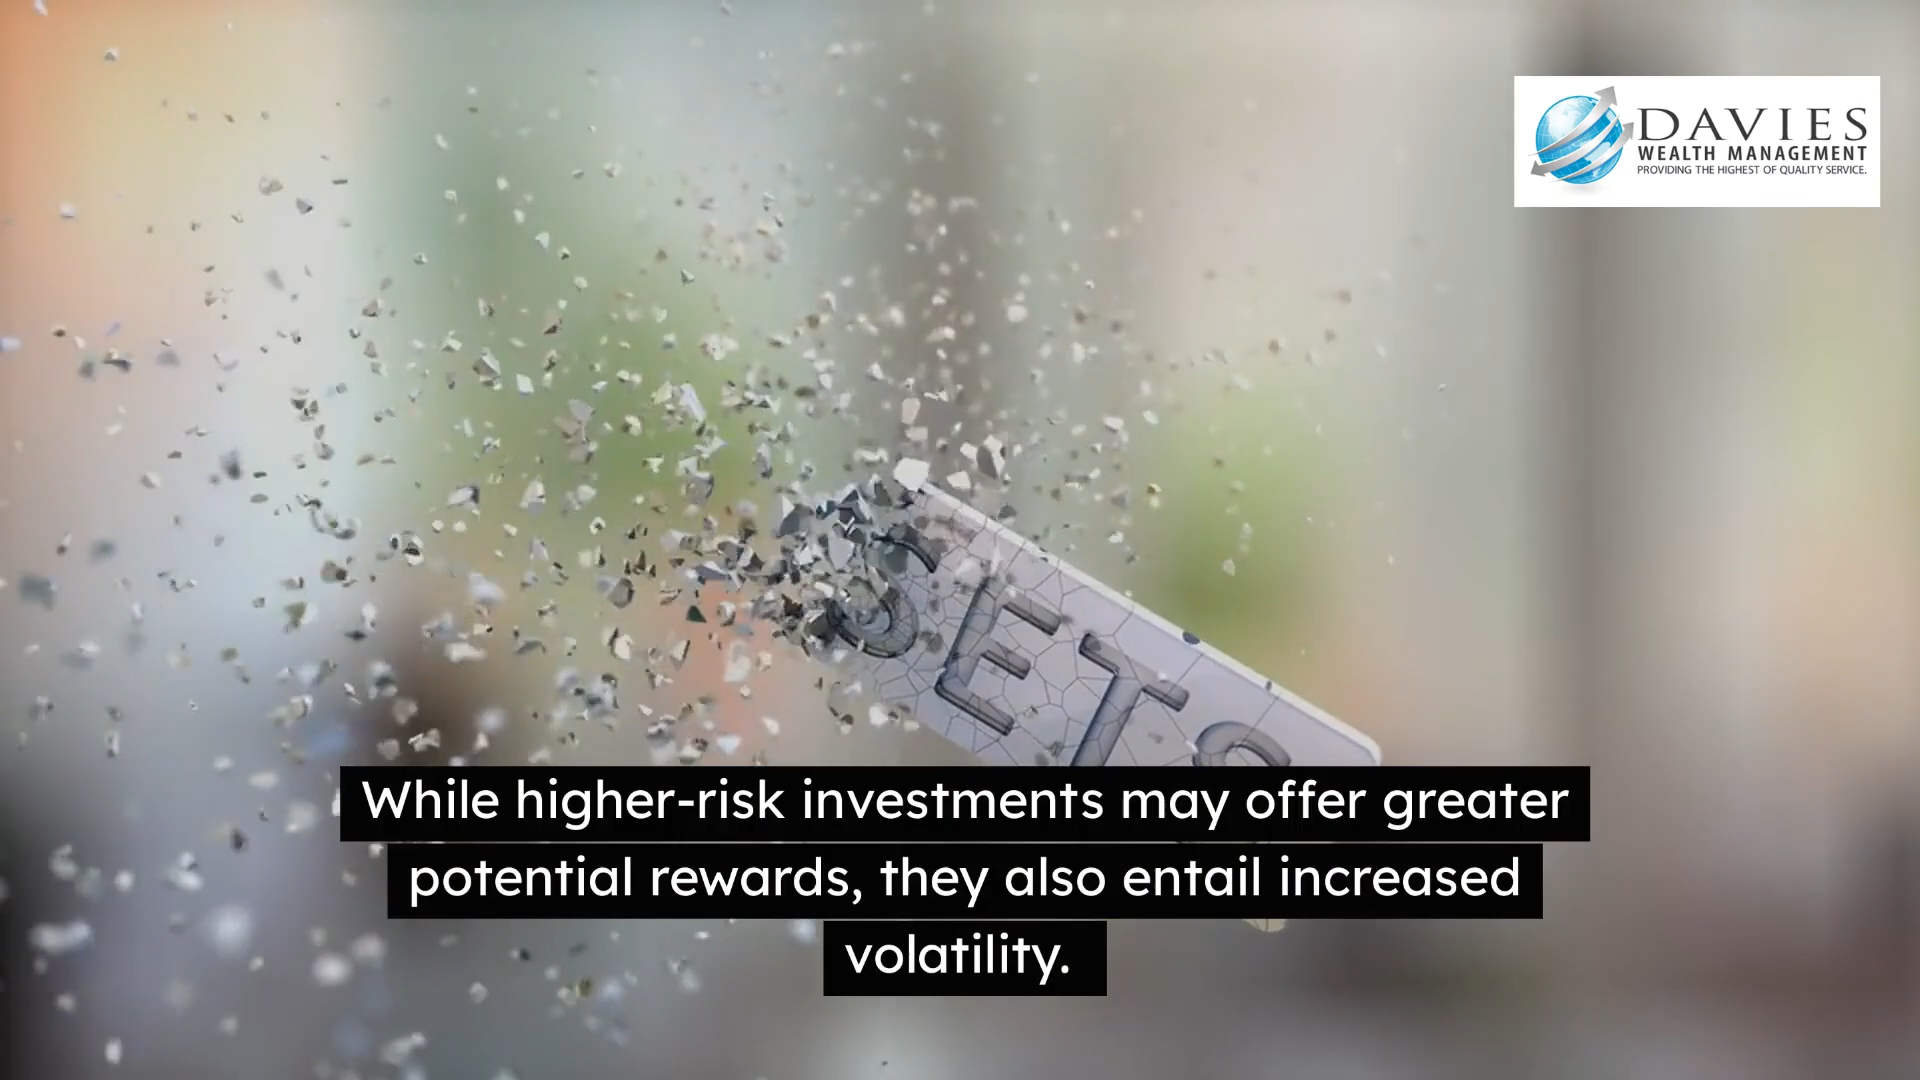 DAVIES
WEALTH MANAGEMENT
PROVIDING THE HIGHEST OF QUALITY SERVICE.
While higher-risk investments may offer greater
potential rewards, they also entail increased
volatility.